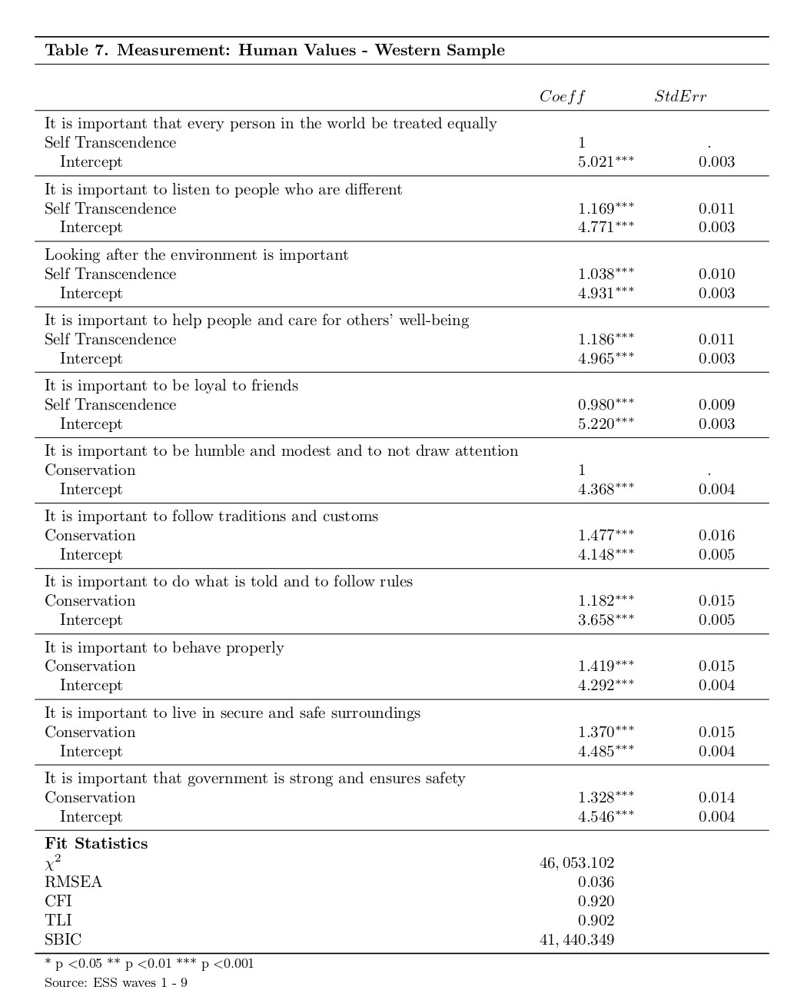 Table 7. Measurement: Human Values - Western Sample
Coeff StdErr
It is important that every person in the world be treated equally
Self Transcendence 1 .
Intercept 5.021*** 0.003
It is important to listen to people who are different
Self Transcendence 1.169*** 0.011
Intercept 4.771*** 0.003
Looking after the environment is important
Self Transcendence 1.038*** 0.010
Intercept 4.931*** 0.003
It is important to help people and care for others' well-being
Self Transcendence 1.186*** 0.011
Intercept 4.965*** 0.003
It is important to be loyal to friends
Self Transcendence 0.980*** 0.009
Intercept 5.220*** 0.003
It is important to be humble and modest and to not draw attention
Conservation 1 .
Intercept 4.368*** 0.004
It is important to follow traditions and customs
Conservation 1.477*** 0.016
Intercept 4.148*** 0.005
It is important to do what is told and to follow rules
Conservation 1.182*** 0.015
Intercept 3.658*** 0.005
It is important to behave properly
Conservation 1.419*** 0.015
Intercept 4.292*** 0.004
It is important to live in secure and safe surroundings
Conservation 1.370*** 0.015
Intercept 4.485*** 0.004
It is important that government is strong and ensures safety
Conservation 1.328*** 0.014
Intercept 4.546*** 0.004
Fit Statistics
χ² 46,053.102
RMSEA 0.036
CFI 0.920
TLI 0.902
SBIC 41,440.349
* p <0.05 ** p <0.01 *** p <0.001
Source: ESS waves 1 - 9